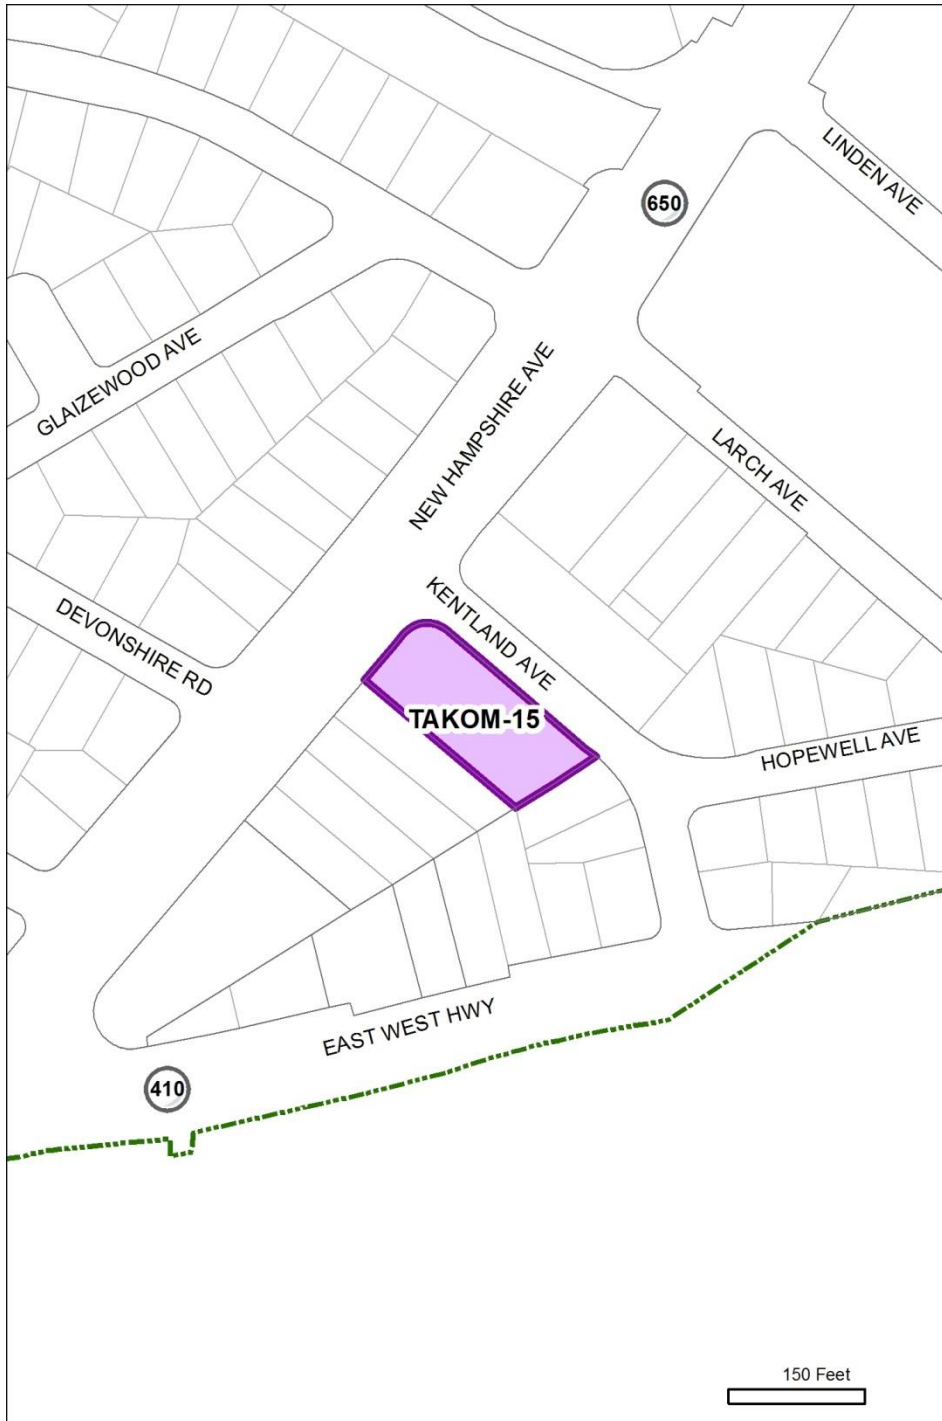 LINDEN AVE
650
GLAIZEWOOD AVE
NEW HAMPSHIRE AVE
LARCH AVE
KENTLAND AVE
DEVONSHIRE RD
TAKOM-15
HOPEWELL AVE
EAST WEST HWY
410
150 Feet